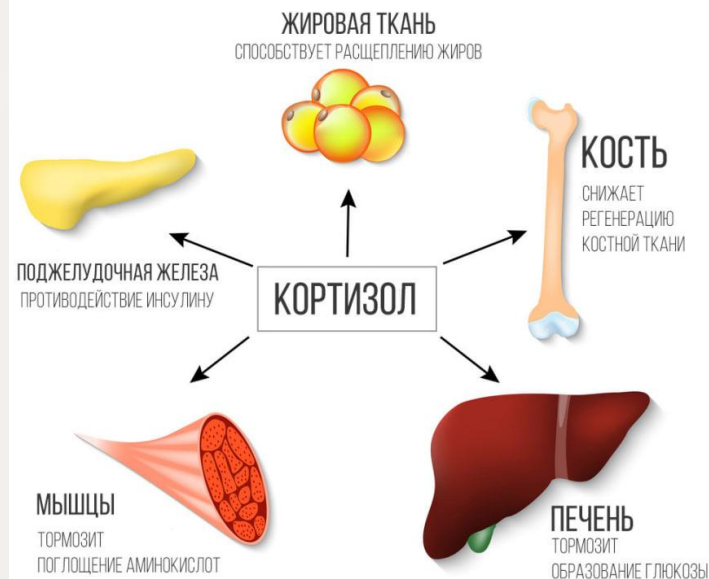 ЖИРОВАЯ ТКАНЬ
СПОСОБСТВУЕТ РАСЩЕПЛЕНИЮ ЖИРОВ
КОСТЬ
СНИЖАЕТ
РЕГЕНЕРАЦИЮ
КОСТНОЙ ТКАНИ
ПОДЖЕЛУДОЧНАЯ ЖЕЛЕЗА
ПРОТИВОДЕЙСТВИЕ ИНСУЛИНУ
КОРТИЗОЛ
МЫШЦЫ
ТОРМОЗИТ
ПОГЛОЩЕНИЕ АМИНОКИСЛОТ
ПЕЧЕНЬ
ТОРМОЗИТ
ОБРАЗОВАНИЕ ГЛЮКОЗЫ